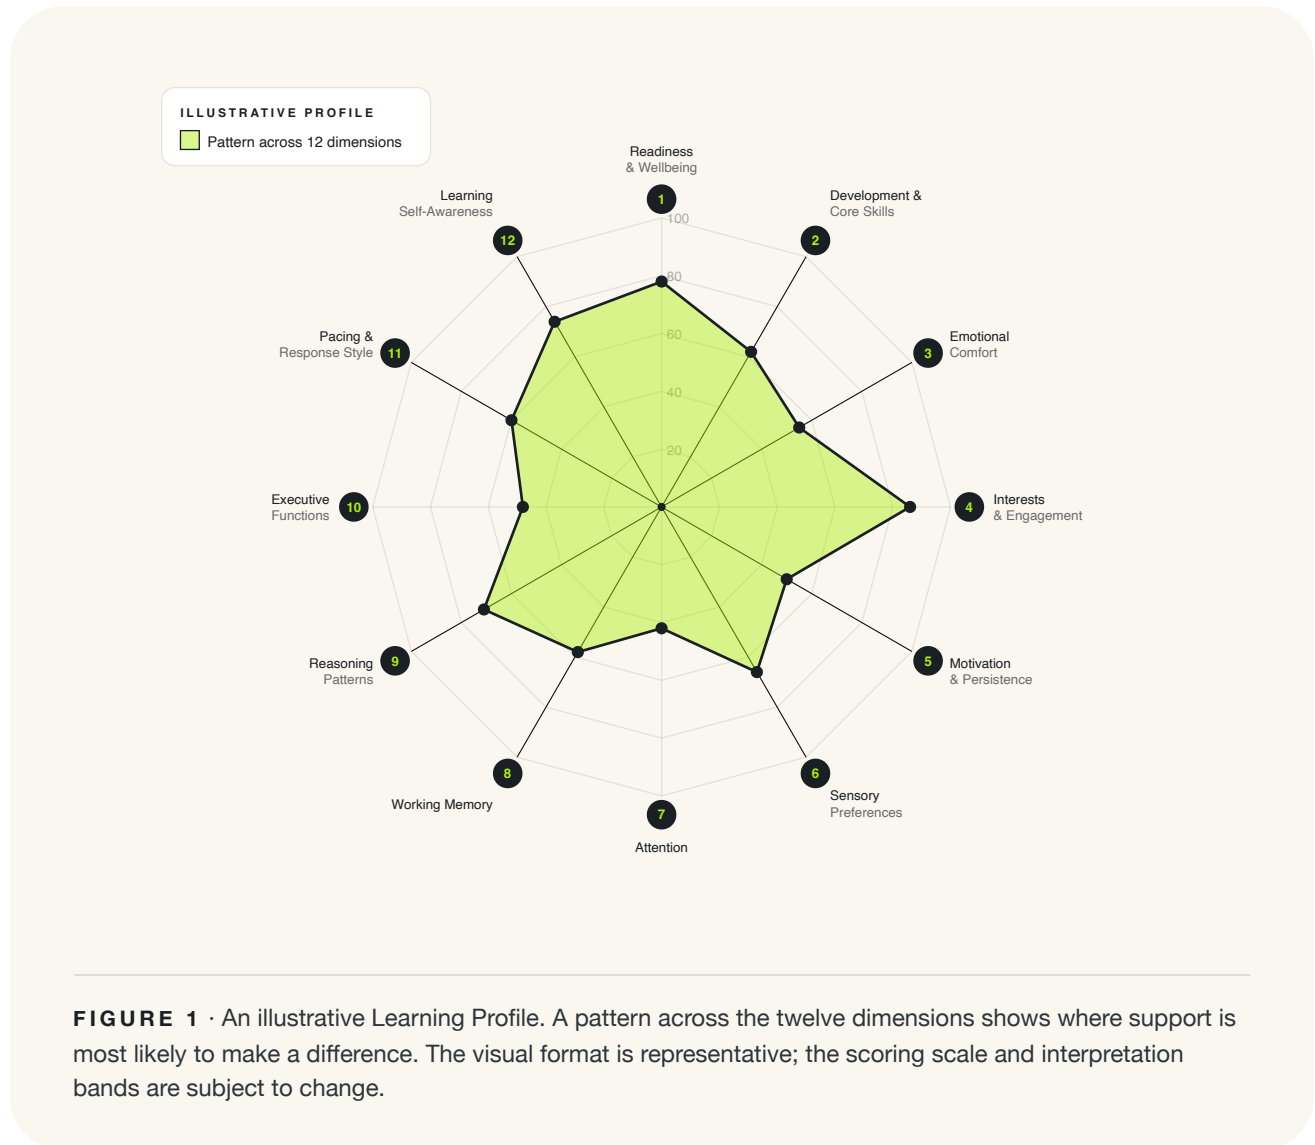 ILLUSTRATIVE PROFILE
Pattern across 12 dimensions
Readiness
& Wellbeing
1
100
80
60
40
20
Development &
Core Skills
2
Emotional
Comfort
3
Interests
& Engagement
4
Motivation
& Persistence
5
Sensory
Preferences
6
Attention
7
Working Memory
8
Reasoning
Patterns
9
Executive
Functions
10
Pacing &
Response Style
11
Learning
Self-Awareness
12
FIGURE 1 · An illustrative Learning Profile. A pattern across the twelve dimensions shows where support is
most likely to make a difference. The visual format is representative; the scoring scale and interpretation
bands are subject to change.